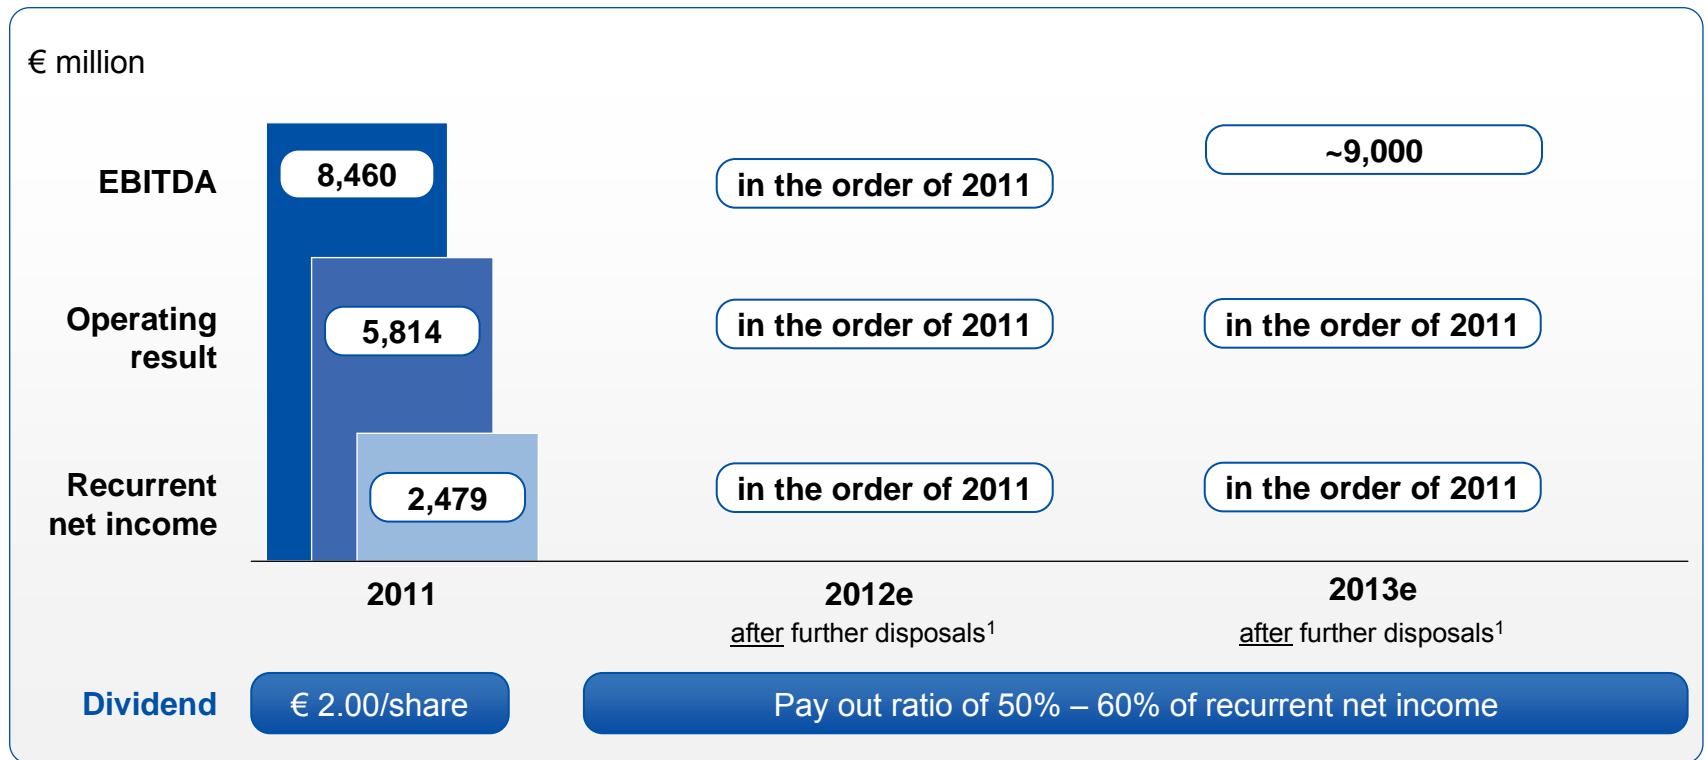 € million
EBITDA
8,460
in the order of 2011
~9,000
Operating
result
5,814
in the order of 2011
in the order of 2011
Recurrent
net income
2,479
in the order of 2011
in the order of 2011
2011
2012e
after further disposals¹
2013e
after further disposals¹
Dividend
€ 2.00/share
Pay out ratio of 50% – 60% of recurrent net income